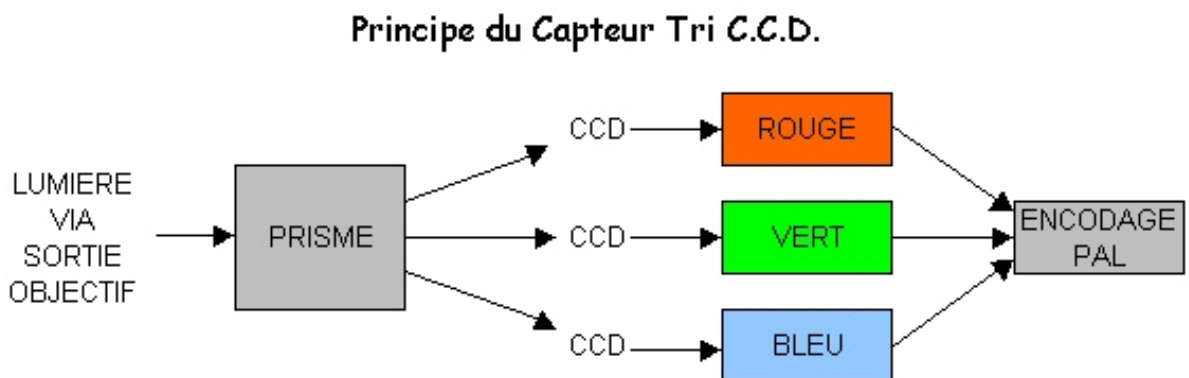 Principe du Capteur Tri C.C.D.
LUMIERE
VIA
SORTIE
OBJECTIF
PRISME
CCD
ROUGE
CCD
VERT
CCD
BLEU
ENCODAGE
PAL